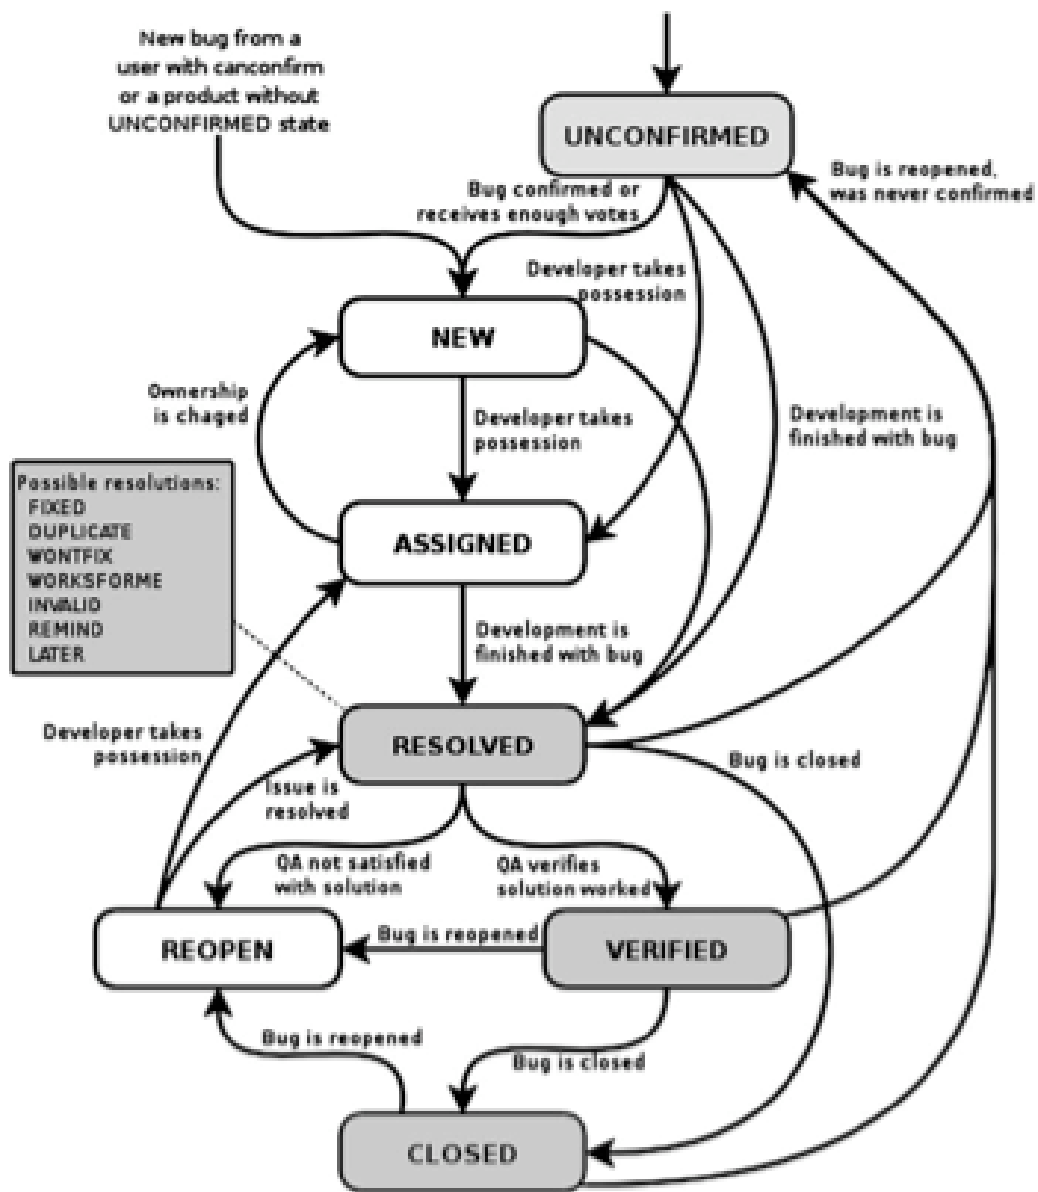 New bug from a
user with canconfirm
or a product without
UNCONFIRMED state
UNCONFIRMED
Bug is reopened,
was never confirmed
Bug confirmed or
receives enough votes
Developer takes
possession
NEW
Ownership
is chaged
Developer takes
possession
Development is
finished with bug
Possible resolutions:
FIXED
DUPLICATE
WONTFIX
WORKSFORME
INVALID
REMIND
LATER
ASSIGNED
Development is
finished with bug
Developer takes
possession
RESOLVED
Bug is closed
Issue is
resolved
QA not satisfied
with solution
QA verifies
solution worked
REOPEN
Bug is reopened
VERIFIED
Bug is reopened
Bug is closed
CLOSED